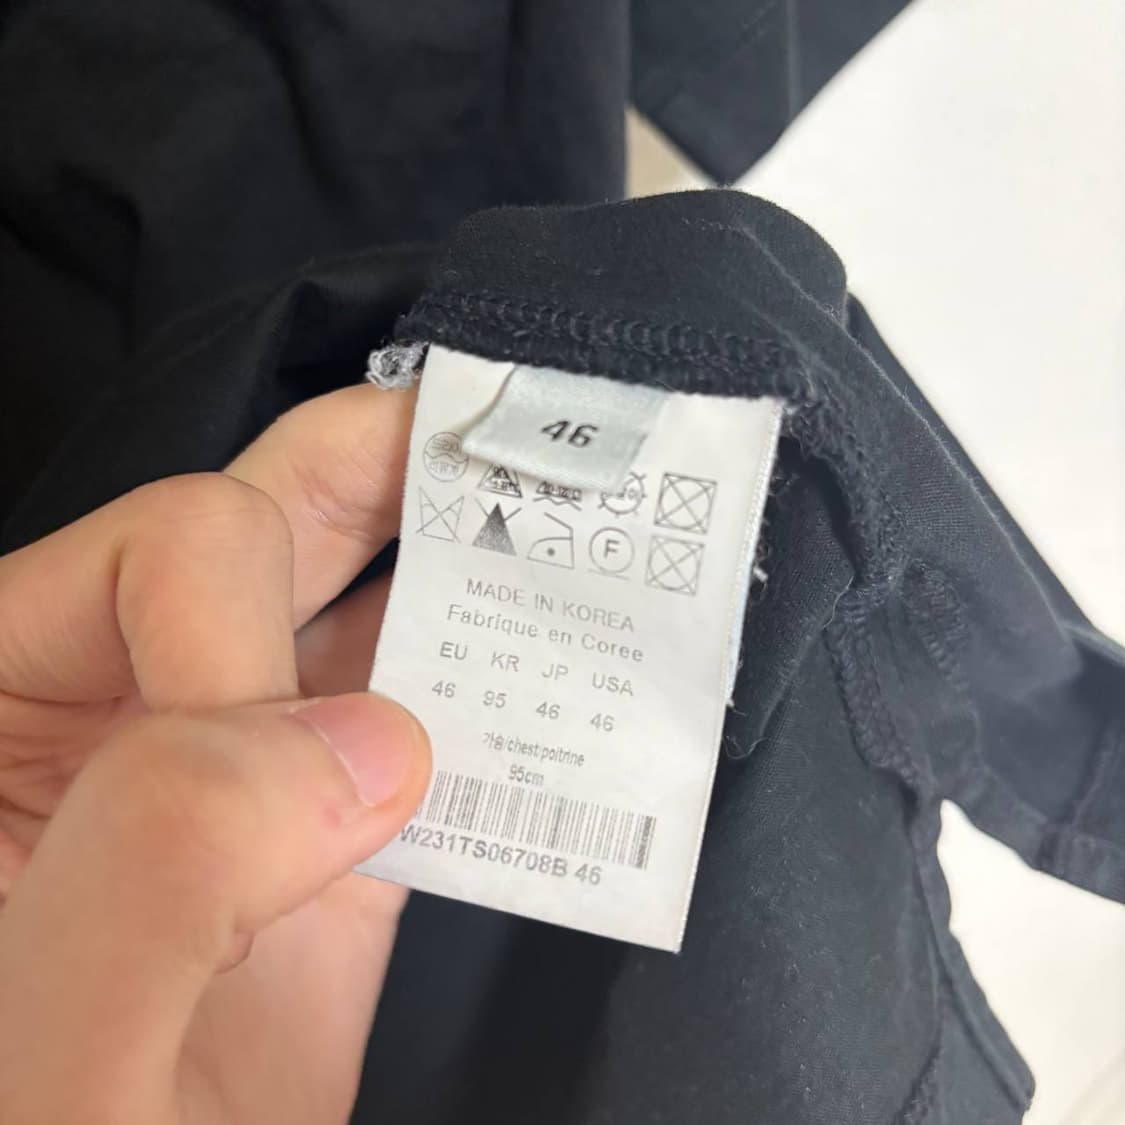 46
F
MADE IN KOREA
Fabrique en Coree
EU KR JP USA
46 95 46 46
가슴/chest/poitrine
95cm
W231TS06708B 46